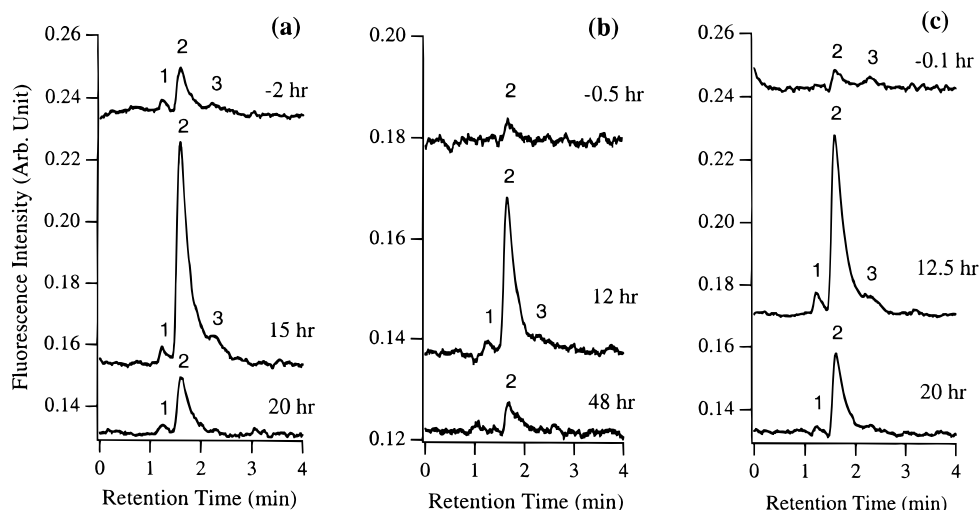 (a)
0.26
0.24
0.22
0.20
0.18
0.16
0.14
Fluorescence Intensity (Arb. Unit)
1
2
3
-2 hr
2
1
3
15 hr
2
1
20 hr
0 1 2 3 4
Retention Time (min)
(b)
0.20
0.18
0.16
0.14
0.12
2
-0.5 hr
2
1
3
12 hr
2
48 hr
0 1 2 3 4
Retention Time (min)
(c)
0.26
0.24
0.22
0.20
0.18
0.16
0.14
2
3
-0.1 hr
2
1
3
12.5 hr
2
1
20 hr
0 1 2 3 4
Retention Time (min)